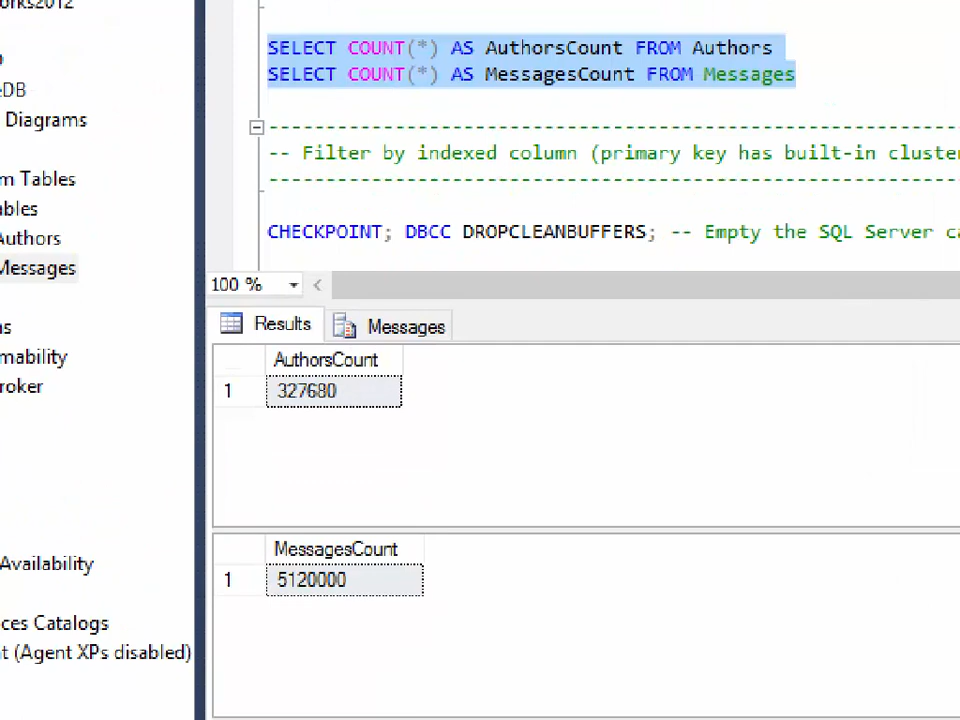 orks2012
eDB
Diagrams
m Tables
ables
Authors
Messages
ns
mability
roker
Availability
ces Catalogs
t (Agent XPs disabled)
SELECT COUNT(*) AS AuthorsCount FROM Authors
SELECT COUNT(*) AS MessagesCount FROM Messages
-- Filter by indexed column (primary key has built-in cluste
CHECKPOINT; DBCC DROPCLEANBUFFERS; -- Empty the SQL Server ca
100 %
Results Messages
AuthorsCount
1 327680
MessagesCount
1 5120000